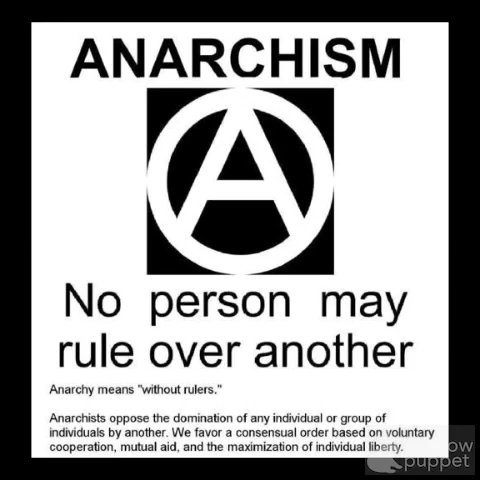 ANARCHISM
A
No person may
rule over another
Anarchy means "without rulers."
Anarchists oppose the domination of any individual or group of
individuals by another. We favor a consensual order based on voluntary
cooperation, mutual aid, and the maximization of individual liberty.
puppet